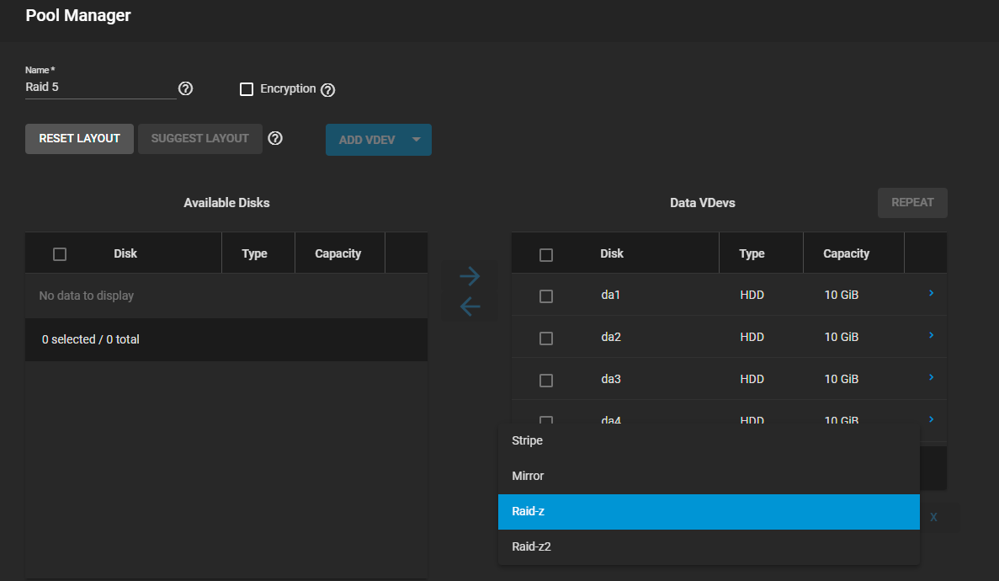 Pool Manager
Name *
Raid 5
Encryption
RESET LAYOUT SUGGEST LAYOUT ADD VDEV
Available Disks Data VDevs REPEAT
Disk Type Capacity Disk Type Capacity
No data to display
0 selected / 0 total
da1 HDD 10 GiB
da2 HDD 10 GiB
da3 HDD 10 GiB
da4 HDD 10 GiB
Stripe
Mirror
Raid-z
X
Raid-z2